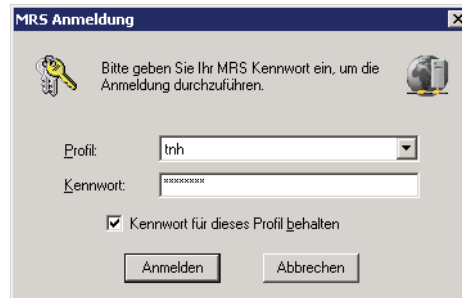 MRS Anmeldung
Bitte geben Sie Ihr MRS Kennwort ein, um die
Anmeldung durchzuführen.
Profil: tnh
Kennwort: ********
Kennwort für dieses Profil behalten
Anmelden Abbrechen